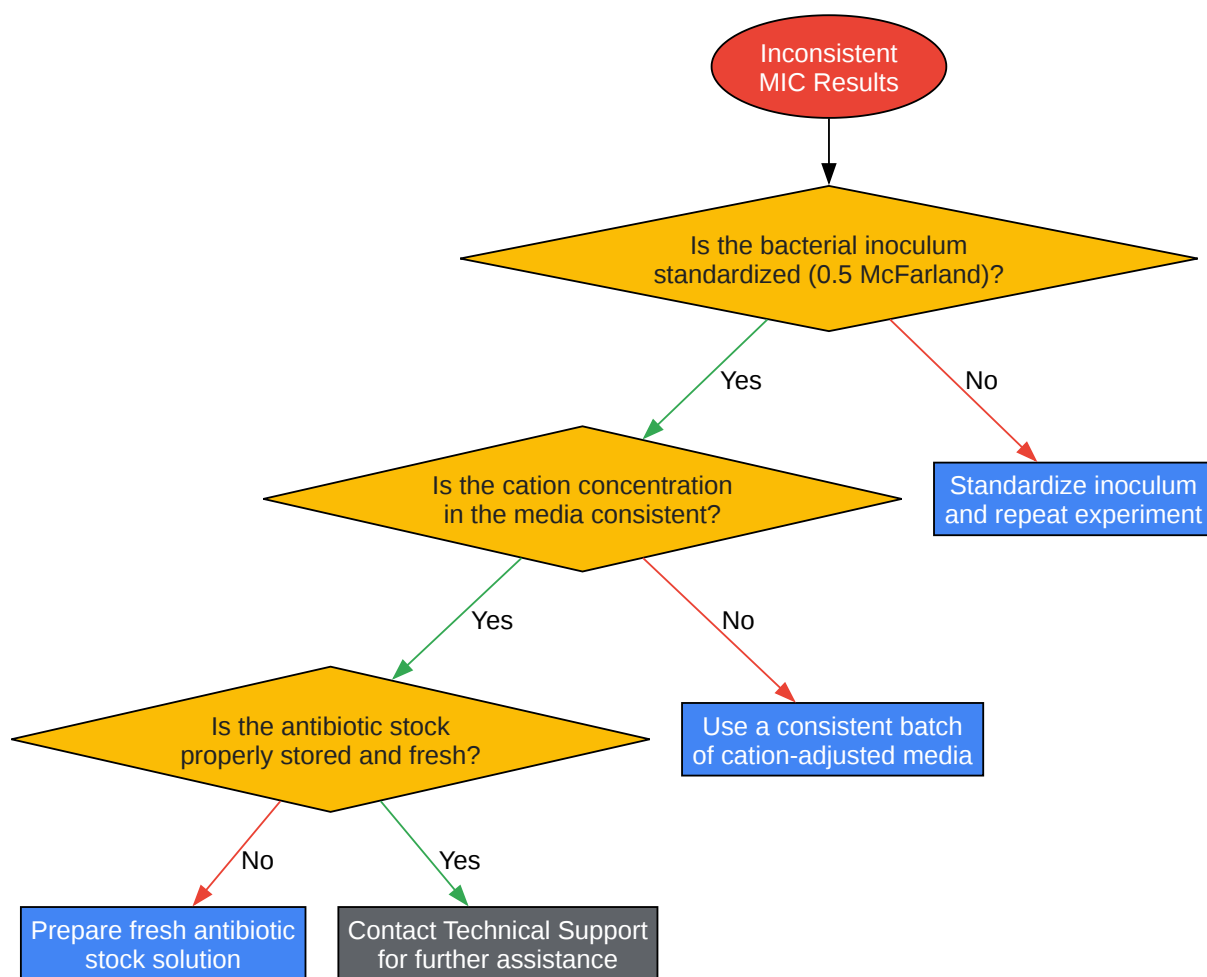 Inconsistent
MIC Results
Is the bacterial inoculum
standardized (0.5 McFarland)?
Yes
No
Is the cation concentration
in the media consistent?
Standardize inoculum
and repeat experiment
Yes
No
Is the antibiotic stock
properly stored and fresh?
Use a consistent batch
of cation-adjusted media
No
Yes
Prepare fresh antibiotic
stock solution
Contact Technical Support
for further assistance